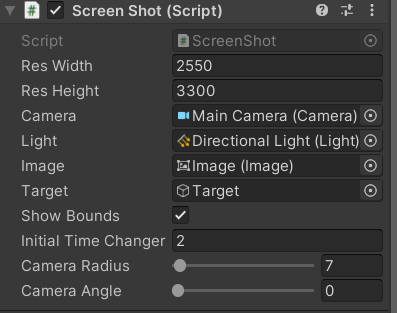 Screen Shot (Script)
Script ScreenShot
Res Width 2550
Res Height 3300
Camera Main Camera (Camera)
Light Directional Light (Light)
Image Image (Image)
Target Target
Show Bounds
Initial Time Changer 2
Camera Radius 7
Camera Angle 0